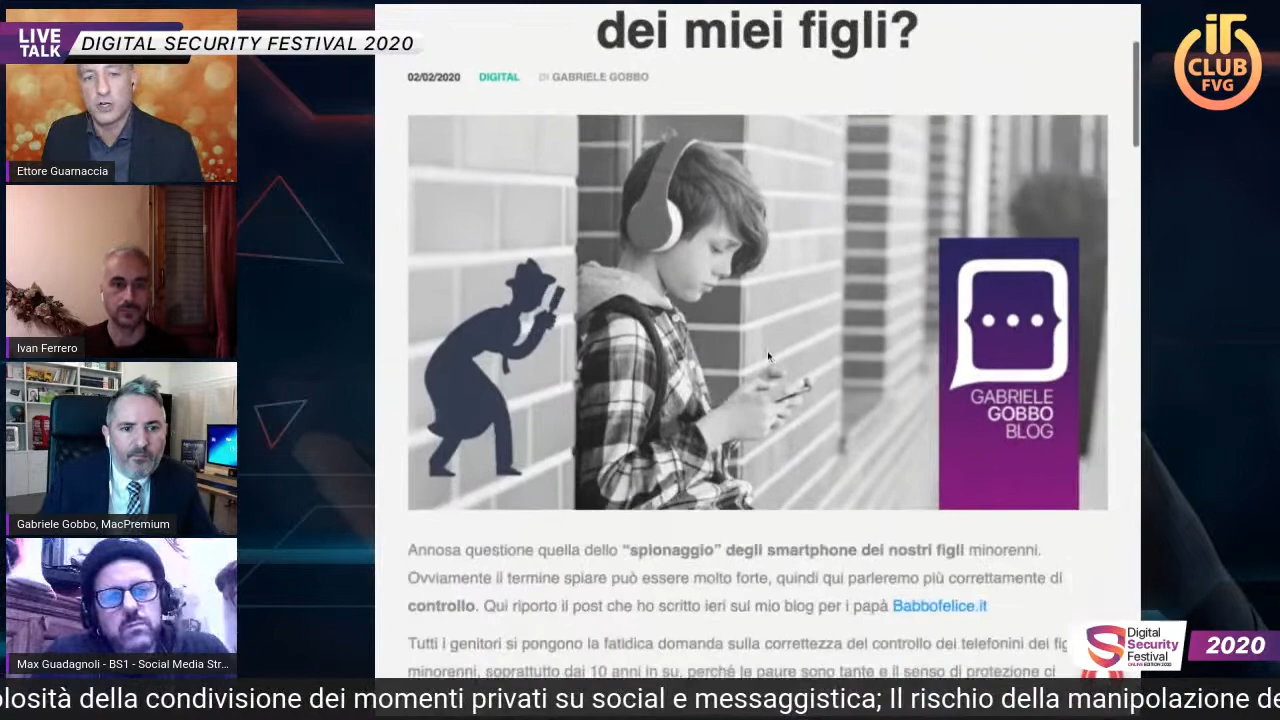 LIVE
TALK
DIGITAL SECURITY FESTIVAL 2020
Ettore Guarnaccia
Ivan Ferrero
Gabriele Gobbo, MacPremium
Max Guadagnoli - BS1 - Social Media Str...
dei miei figli?
02/02/2020 DIGITAL DI GABRIELE GOBBO
GABRIELE
GOBBO
BLOG
Annosa questione quella dello “spionaggio” degli smartphone dei nostri figli minorenni.
Ovviamente il termine spiare può essere molto forte, quindi qui parleremo più correttamente di
controllo. Qui riporto il post che ho scritto ieri sul mio blog per i papà Babbofelice.it
Tutti i genitori si pongono la fatidica domanda sulla correttezza del controllo dei telefonini dei fig
minorenni, soprattutto dai 10 anni in su, perché le paure sono tante e il senso di protezione ci
IT
CLUB
FVG
Digital
Security
Festival
ONLINE EDITION 2020
2020
olosità della condivisione dei momenti privati su social e messaggistica; Il rischio della manipolazione de